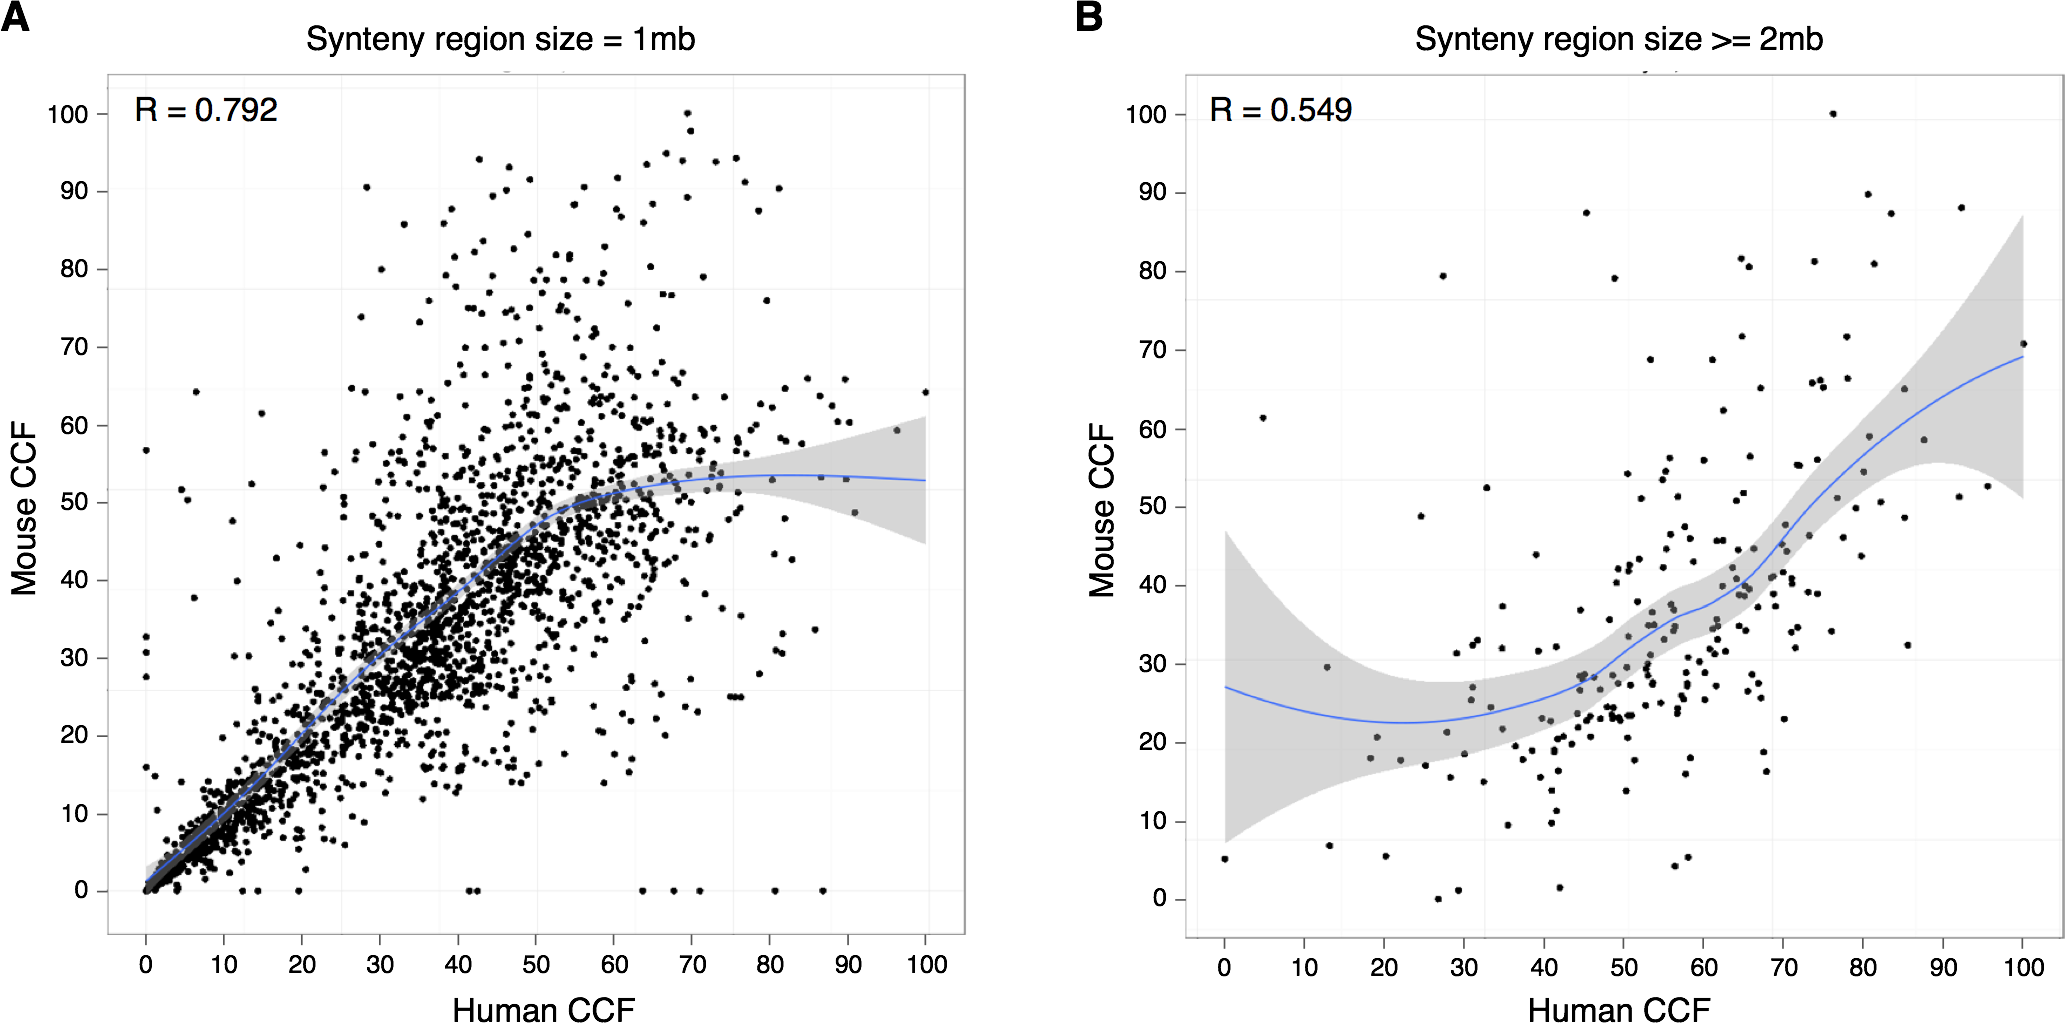 A
Synteny region size = 1mb
R = 0.792
100
90
80
70
60
50
40
30
20
10
0
Mouse CCF
0 10 20 30 40 50 60 70 80 90 100
Human CCF
B
Synteny region size >= 2mb
R = 0.549
100
90
80
70
60
50
40
30
20
10
0
Mouse CCF
0 10 20 30 40 50 60 70 80 90 100
Human CCF